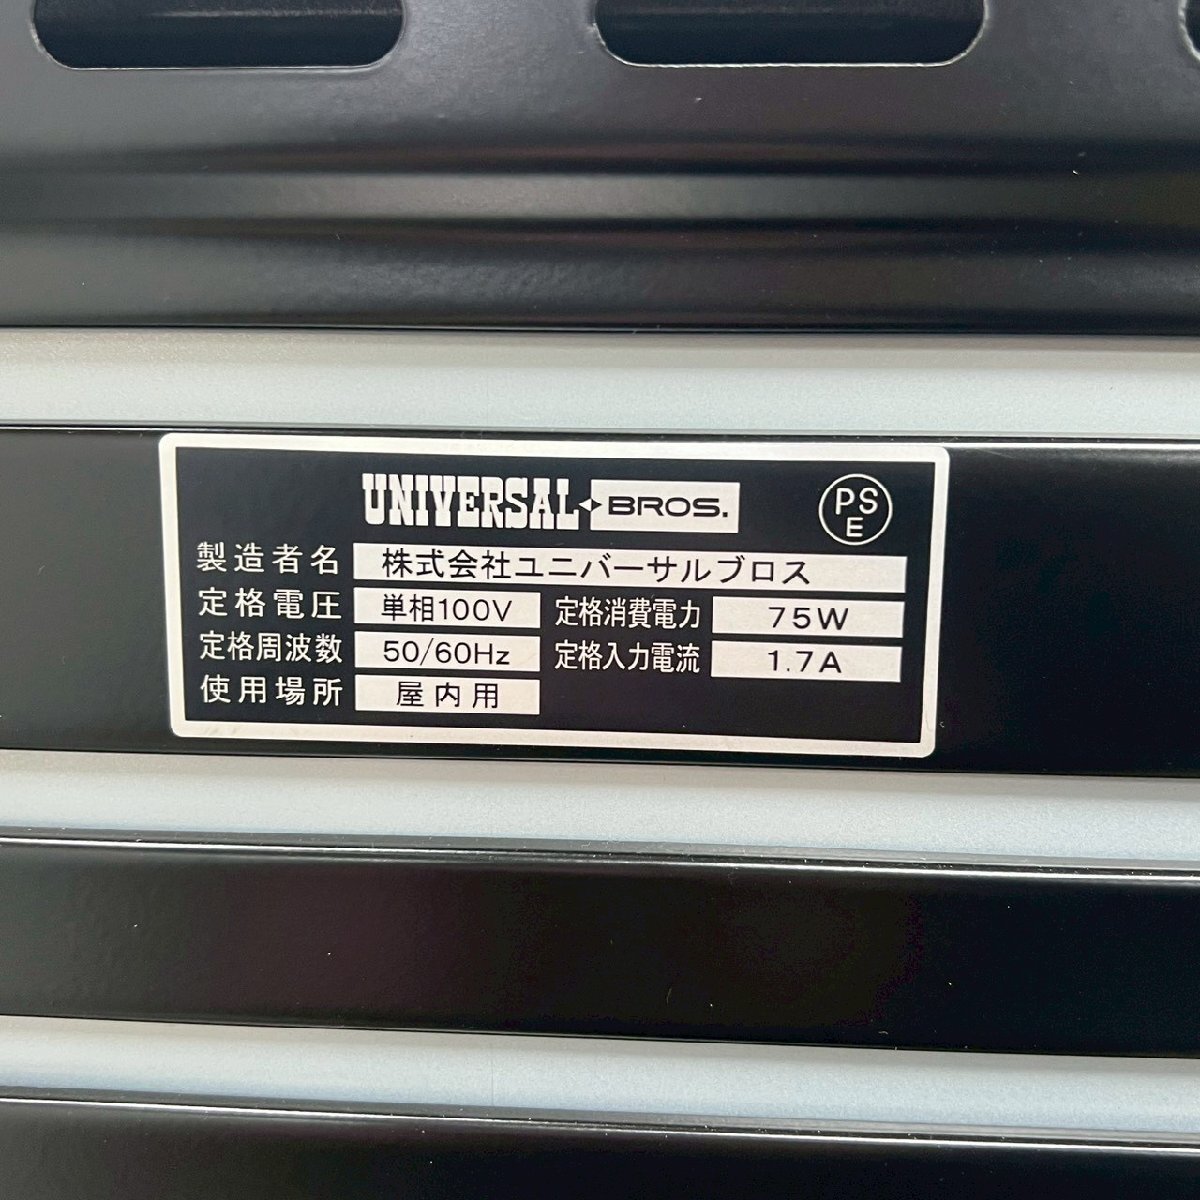 UNIVERSAL BROS.
PS
E
製造者名 株式会社ユニバーサルブロス
定格電圧 単相100V 定格消費電力 75W
定格周波数 50/60Hz 定格入力電流 1.7A
使用場所 屋内用